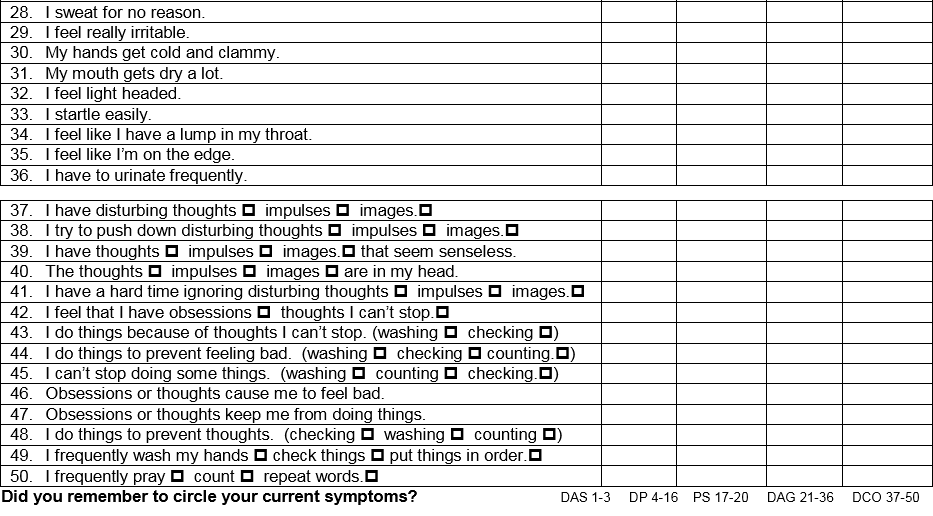 28. I sweat for no reason.
29. I feel really irritable.
30. My hands get cold and clammy.
31. My mouth gets dry a lot.
32. I feel light headed.
33. I startle easily.
34. I feel like I have a lump in my throat.
35. I feel like I'm on the edge.
36. I have to urinate frequently.
37. I have disturbing thoughts ☐ impulses ☐ images.☐
38. I try to push down disturbing thoughts ☐ impulses ☐ images.☐
39. I have thoughts ☐ impulses ☐ images.☐ that seem senseless.
40. The thoughts ☐ impulses ☐ images ☐ are in my head.
41. I have a hard time ignoring disturbing thoughts ☐ impulses ☐ images.☐
42. I feel that I have obsessions ☐ thoughts I can't stop.☐
43. I do things because of thoughts I can't stop. (washing ☐ checking ☐)
44. I do things to prevent feeling bad. (washing ☐ checking ☐ counting.☐)
45. I can't stop doing some things. (washing ☐ counting ☐ checking.☐)
46. Obsessions or thoughts cause me to feel bad.
47. Obsessions or thoughts keep me from doing things.
48. I do things to prevent thoughts. (checking ☐ washing ☐ counting ☐)
49. I frequently wash my hands ☐ check things ☐ put things in order.☐
50. I frequently pray ☐ count ☐ repeat words.☐
Did you remember to circle your current symptoms? DAS 1-3 DP 4-16 PS 17-20 DAG 21-36 DCO 37-50